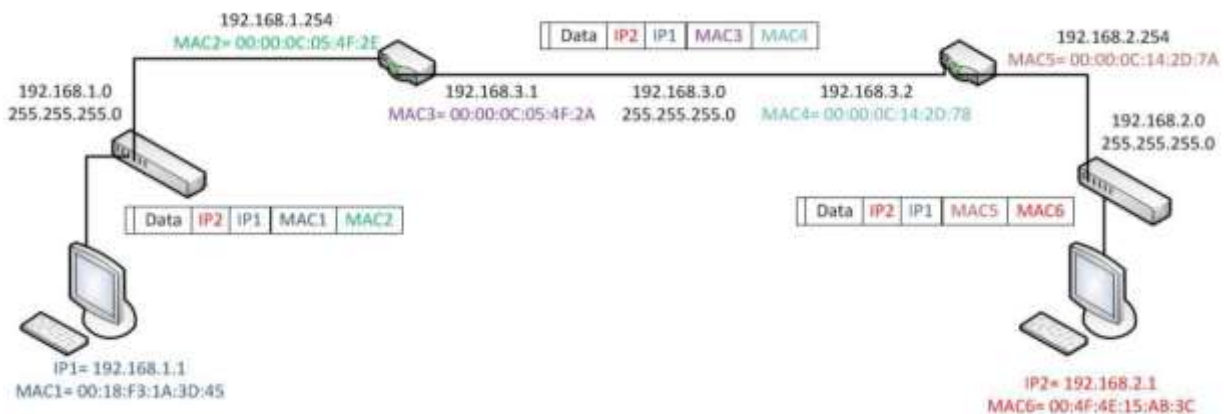 192.168.1.254
MAC2= 00:00:0C:05:4F:2E
Data IP2 IP1 MAC3 MAC4
192.168.2.254
MAC5= 00:00:0C:14:2D:7A
192.168.1.0
255.255.255.0
192.168.3.1
MAC3= 00:00:0C:05:4F:2A
192.168.3.0
255.255.255.0
192.168.3.2
MAC4= 00:00:0C:14:2D:78
192.168.2.0
255.255.255.0
Data IP2 IP1 MAC1 MAC2
Data IP2 IP1 MAC5 MAC6
IP1= 192.168.1.1
MAC1= 00:18:F3:1A:3D:45
IP2= 192.168.2.1
MAC6= 00:4F:4E:15:AB:3C